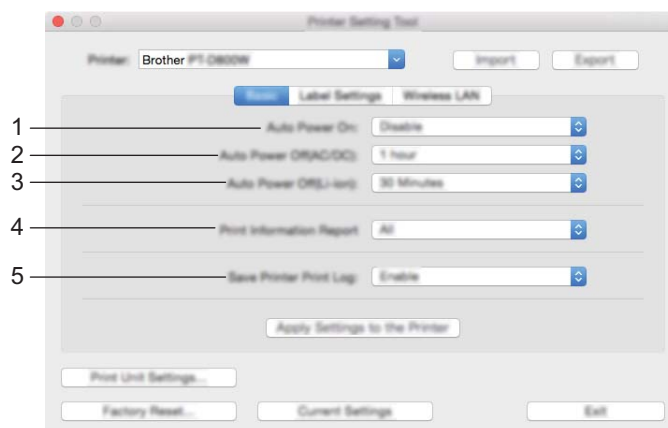 Printer Setting Tool
Printer: Brother PT-D800W Import Export
Basic Label Settings Wireless LAN
1 Auto Power On: Disable
2 Auto Power Off(AC/DC): 1 hour
3 Auto Power Off(Li-ion): 30 Minutes
4 Print Information Report All
5 Save Printer Print Log: Enable
Apply Settings to the Printer
Print Unit Settings...
Factory Reset... Current Settings Exit